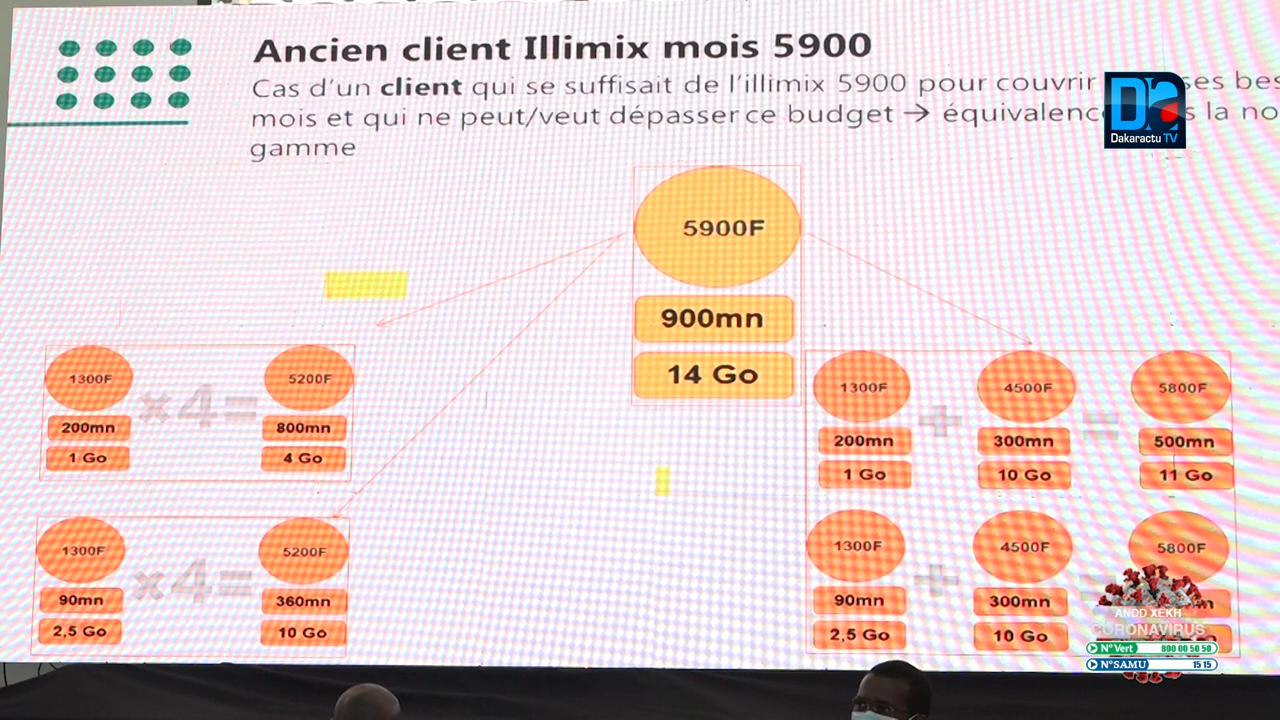 Ancien client Illimix mois 5900
Cas d'un client qui se suffisait de l'illimix 5900 pour couvrir
mois et qui ne peut/veut dépasser ce budget → équivalence la
gamme
Dakaractu TV
5900F
900mn
14 Go
1300F
×4=
5200F
200mn
800mn
1 Go
4 Go
1300F
×4=
5200F
90mn
360mn
2,5 Go
10 Go
1300F
+
4500F
=
5800F
200mn
300mn
500mn
1 Go
10 Go
11 Go
1300F
+
4500F
5800F
90mn
300mn
2,5 Go
10 Go
ANDD XEKH
CORONAVIRUS
N°Vert 800 00 50 50
N°SAMU 15 15